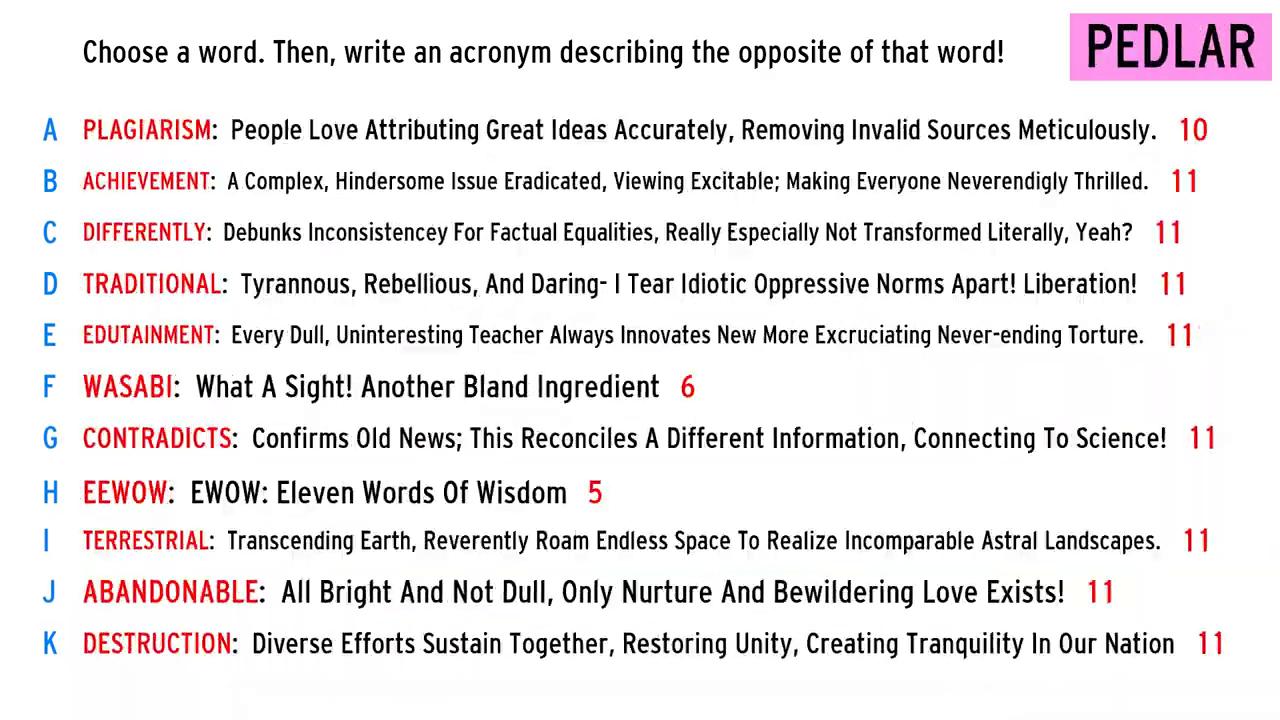 Choose a word. Then, write an acronym describing the opposite of that word!
PEDLAR
A PLAGIARISM: People Love Attributing Great Ideas Accurately, Removing Invalid Sources Meticulously. 10
B ACHIEVEMENT: A Complex, Hindersome Issue Eradicated, Viewing Excitable; Making Everyone Neverendigly Thrilled. 11
C DIFFERENTLY: Debunks Inconsistencey For Factual Equalities, Really Especially Not Transformed Literally, Yeah? 11
D TRADITIONAL: Tyrannous, Rebellious, And Daring- I Tear Idiotic Oppressive Norms Apart! Liberation! 11
E EDUTAINMENT: Every Dull, Uninteresting Teacher Always Innovates New More Excruciating Never-ending Torture. 11
F WASABI: What A Sight! Another Bland Ingredient 6
G CONTRADICTS: Confirms Old News; This Reconciles A Different Information, Connecting To Science! 11
H EEWOW: EWOW: Eleven Words Of Wisdom 5
I TERRESTRIAL: Transcending Earth, Reverently Roam Endless Space To Realize Incomparable Astral Landscapes. 11
J ABANDONABLE: All Bright And Not Dull, Only Nurture And Bewildering Love Exists! 11
K DESTRUCTION: Diverse Efforts Sustain Together, Restoring Unity, Creating Tranquility In Our Nation 11